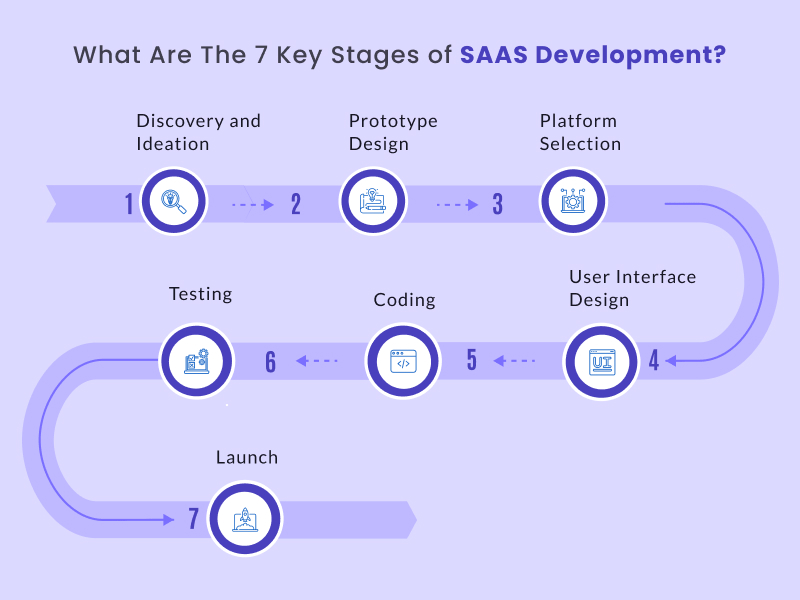 What Are The 7 Key Stages of SAAS Development?
Discovery and
Ideation
1
Prototype
Design
2
Platform
Selection
3
User Interface
Design
4
UI
Coding
5
</>
Testing
6
Launch
7